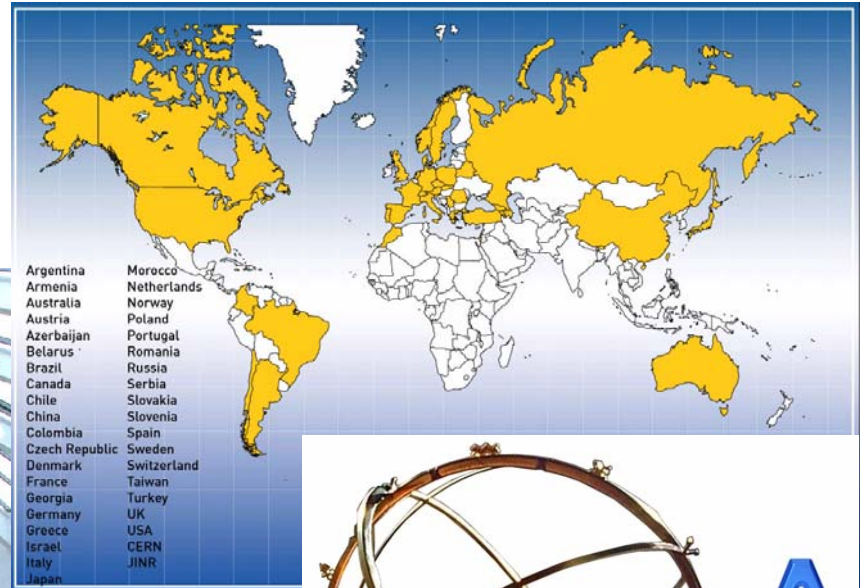 Argentina
Armenia
Australia
Austria
Azerbaijan
Belarus
Brazil
Canada
Chile
China
Colombia
Czech Republic
Denmark
France
Georgia
Germany
Greece
Israel
Italy
Japan
Morocco
Netherlands
Norway
Poland
Portugal
Romania
Russia
Serbia
Slovakia
Slovenia
Spain
Sweden
Switzerland
Taiwan
Turkey
UK
USA
CERN
JINR
A